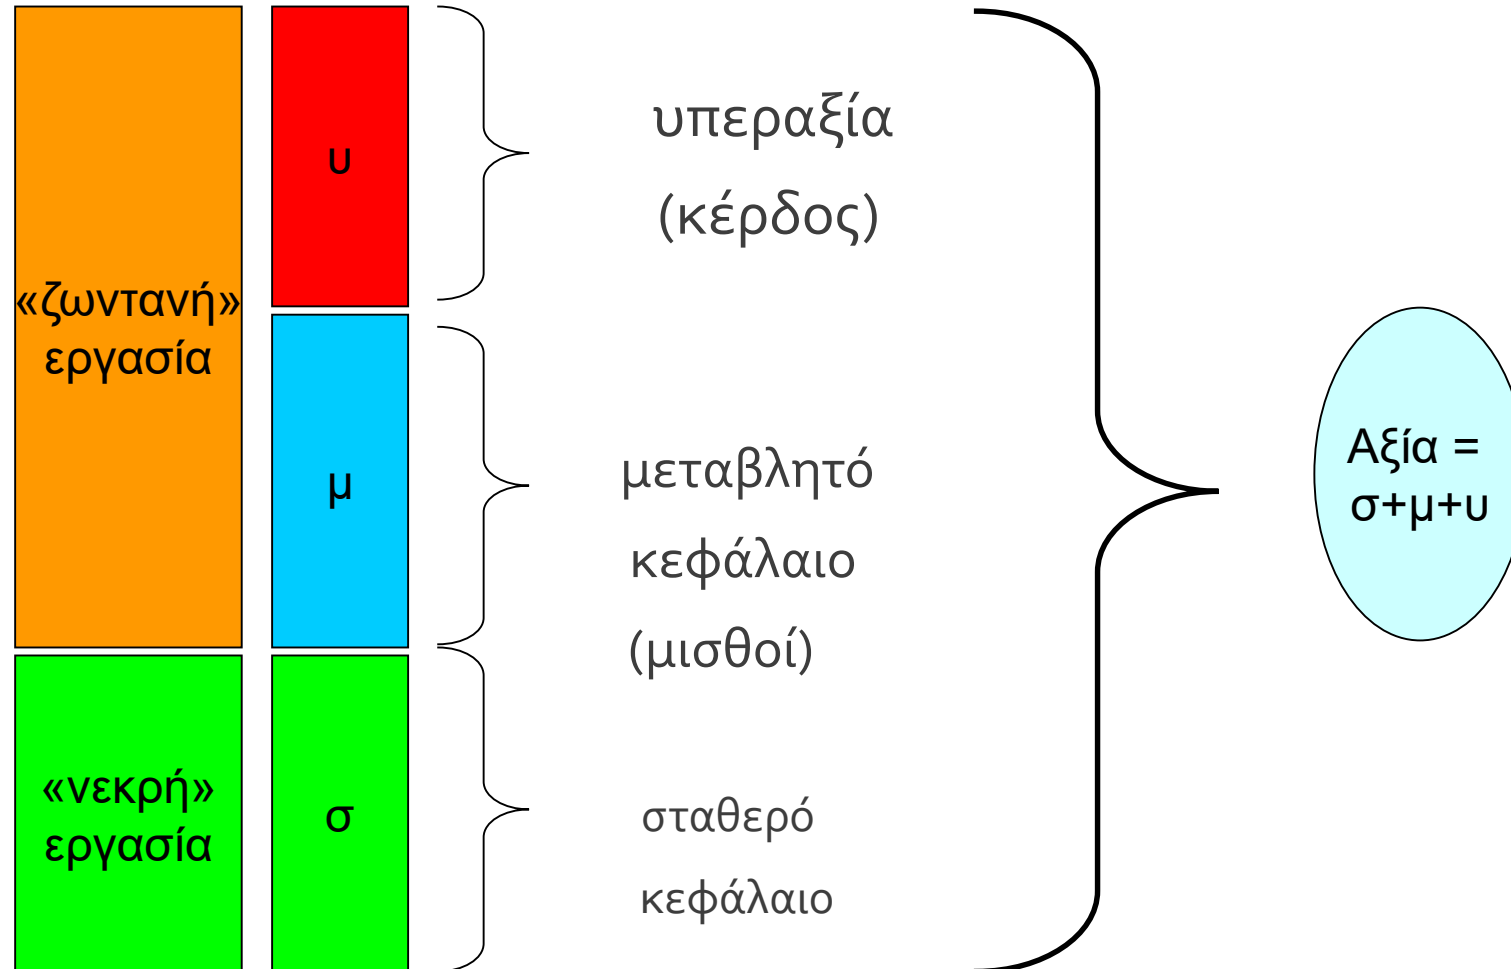 «ζωντανή»
εργασία
«νεκρή»
εργασία
υ
μ
σ
υπεραξία
(κέρδος)
μεταβλητό
κεφάλαιο
(μισθοί)
σταθερό
κεφάλαιο
Αξία =
σ+μ+υ